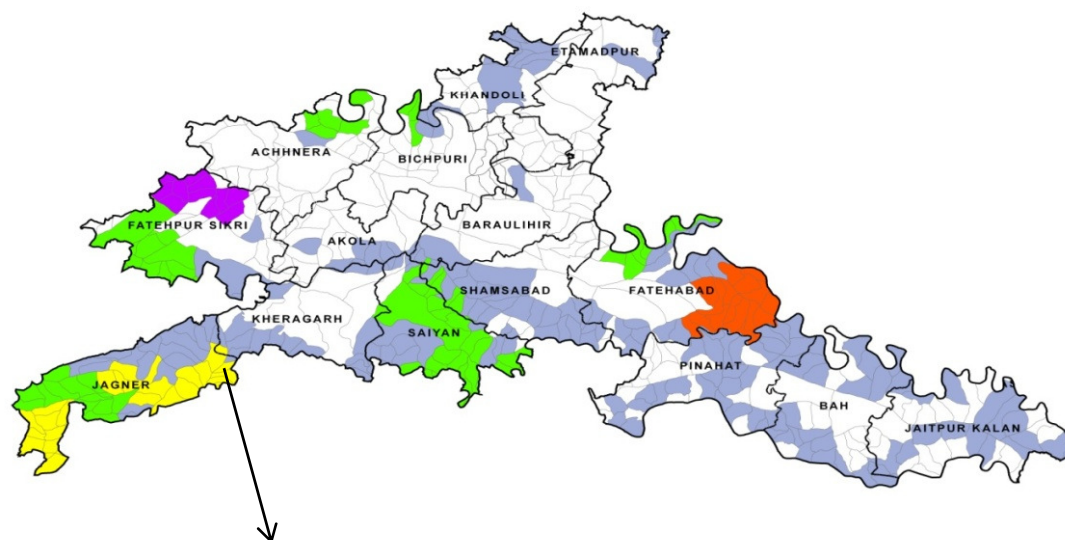 ETAMADPUR
KHANDOLI
ACHHNERA
BICHPURI
FATEHPUR SIKRI
BARAULIHIR
AKOLA
SHAMSABAD
FATEHABAD
KHERAGARH
SAIYAN
PINAHAT
JAGNER
BAH
JAITPUR KALAN